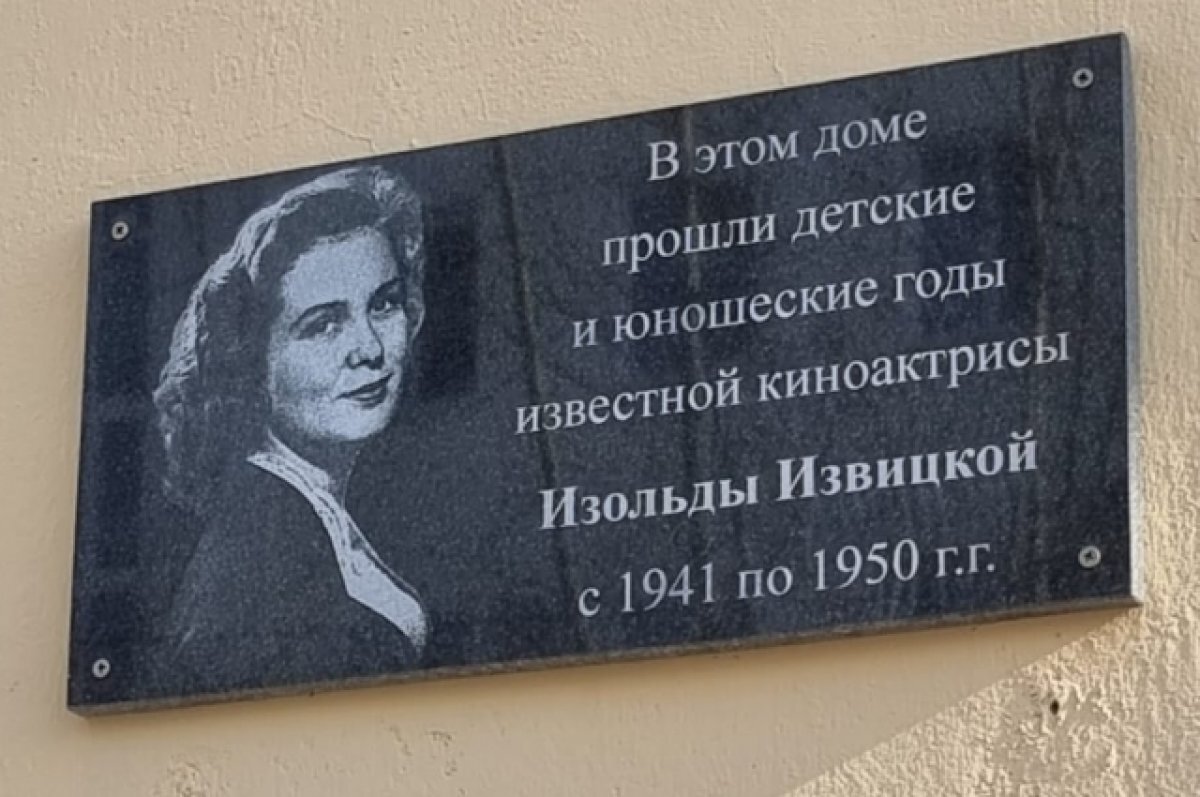 В этом доме
прошли детские
и юношеские годы
известной киноактрисы
Изольды Извицкой
с 1941 по 1950 г.г.